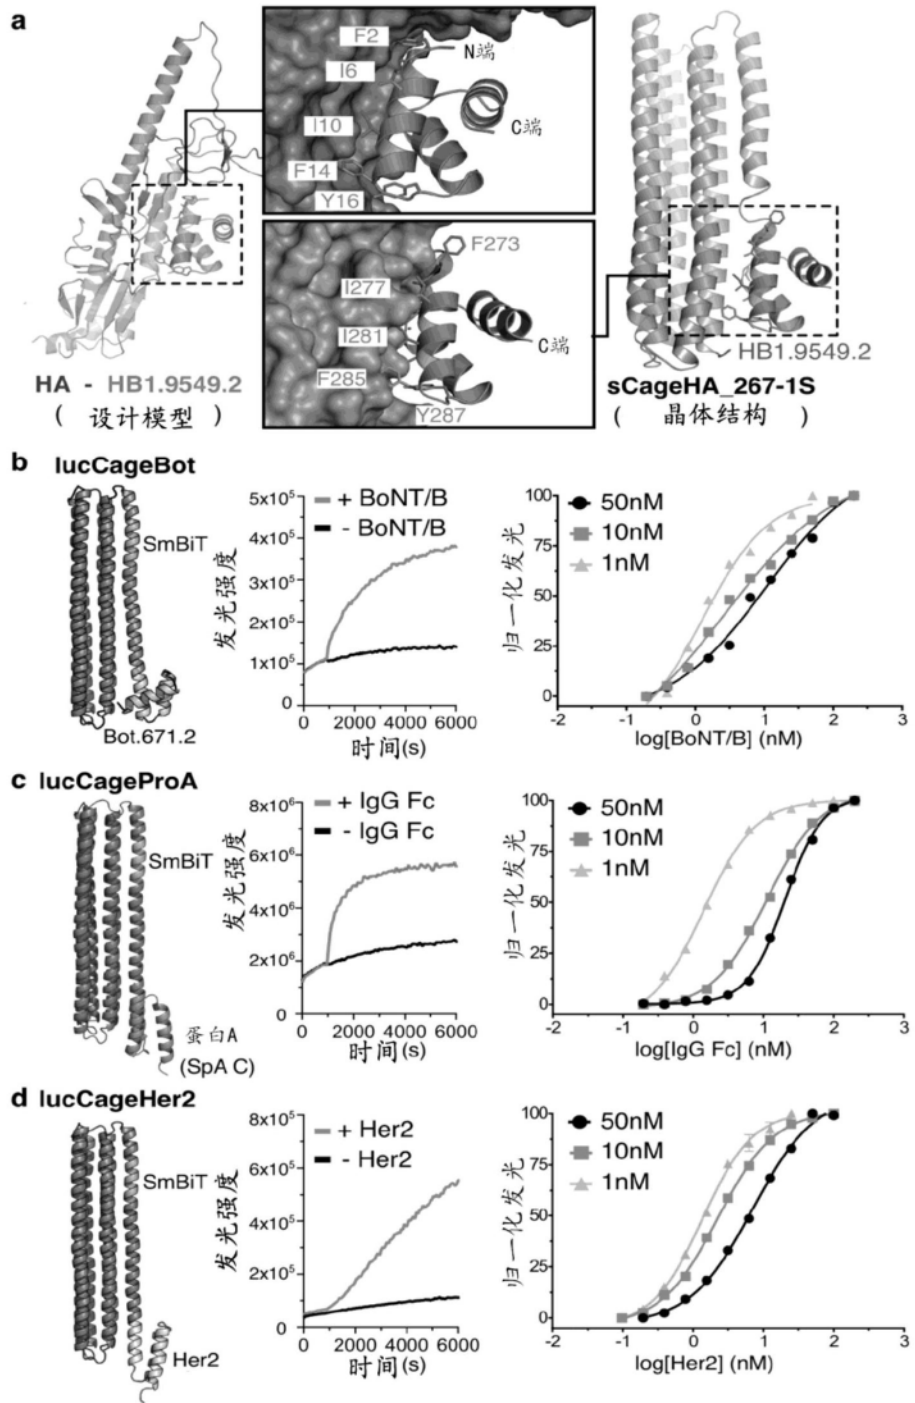 a
F2
I6
I10
F14
Y16
N端
C端
F273
I277
I281
F285
Y287
C端
HB1.9549.2
HA - HB1.9549.2
( 设计模型 )
sCageHA_267-1S
( 晶体结构 )
b lucCageBot
SmBiT
Bot.671.2
发光强度
5x10⁵
4x10⁵
3x10⁵
2x10⁵
1x10⁵
0
+ BoNT/B
- BoNT/B
0 2000 4000 6000
时间(s)
归一化发光
100
75
50
25
0
50nM
10nM
1nM
-2 -1 0 1 2 3
log[BoNT/B] (nM)
c lucCageProA
SmBiT
蛋白A
(SpA C)
发光强度
8x10⁶
6x10⁶
4x10⁶
2x10⁶
0
+ IgG Fc
- IgG Fc
0 2000 4000 6000
时间(s)
归一化发光
100
75
50
25
0
50nM
10nM
1nM
-2 -1 0 1 2 3
log[IgG Fc] (nM)
d lucCageHer2
SmBiT
Her2
发光强度
8x10⁵
6x10⁵
4x10⁵
2x10⁵
0
+ Her2
- Her2
0 2000 4000 6000
时间(s)
归一化发光
100
75
50
25
0
50nM
10nM
1nM
-2 -1 0 1 2 3
log[Her2] (nM)